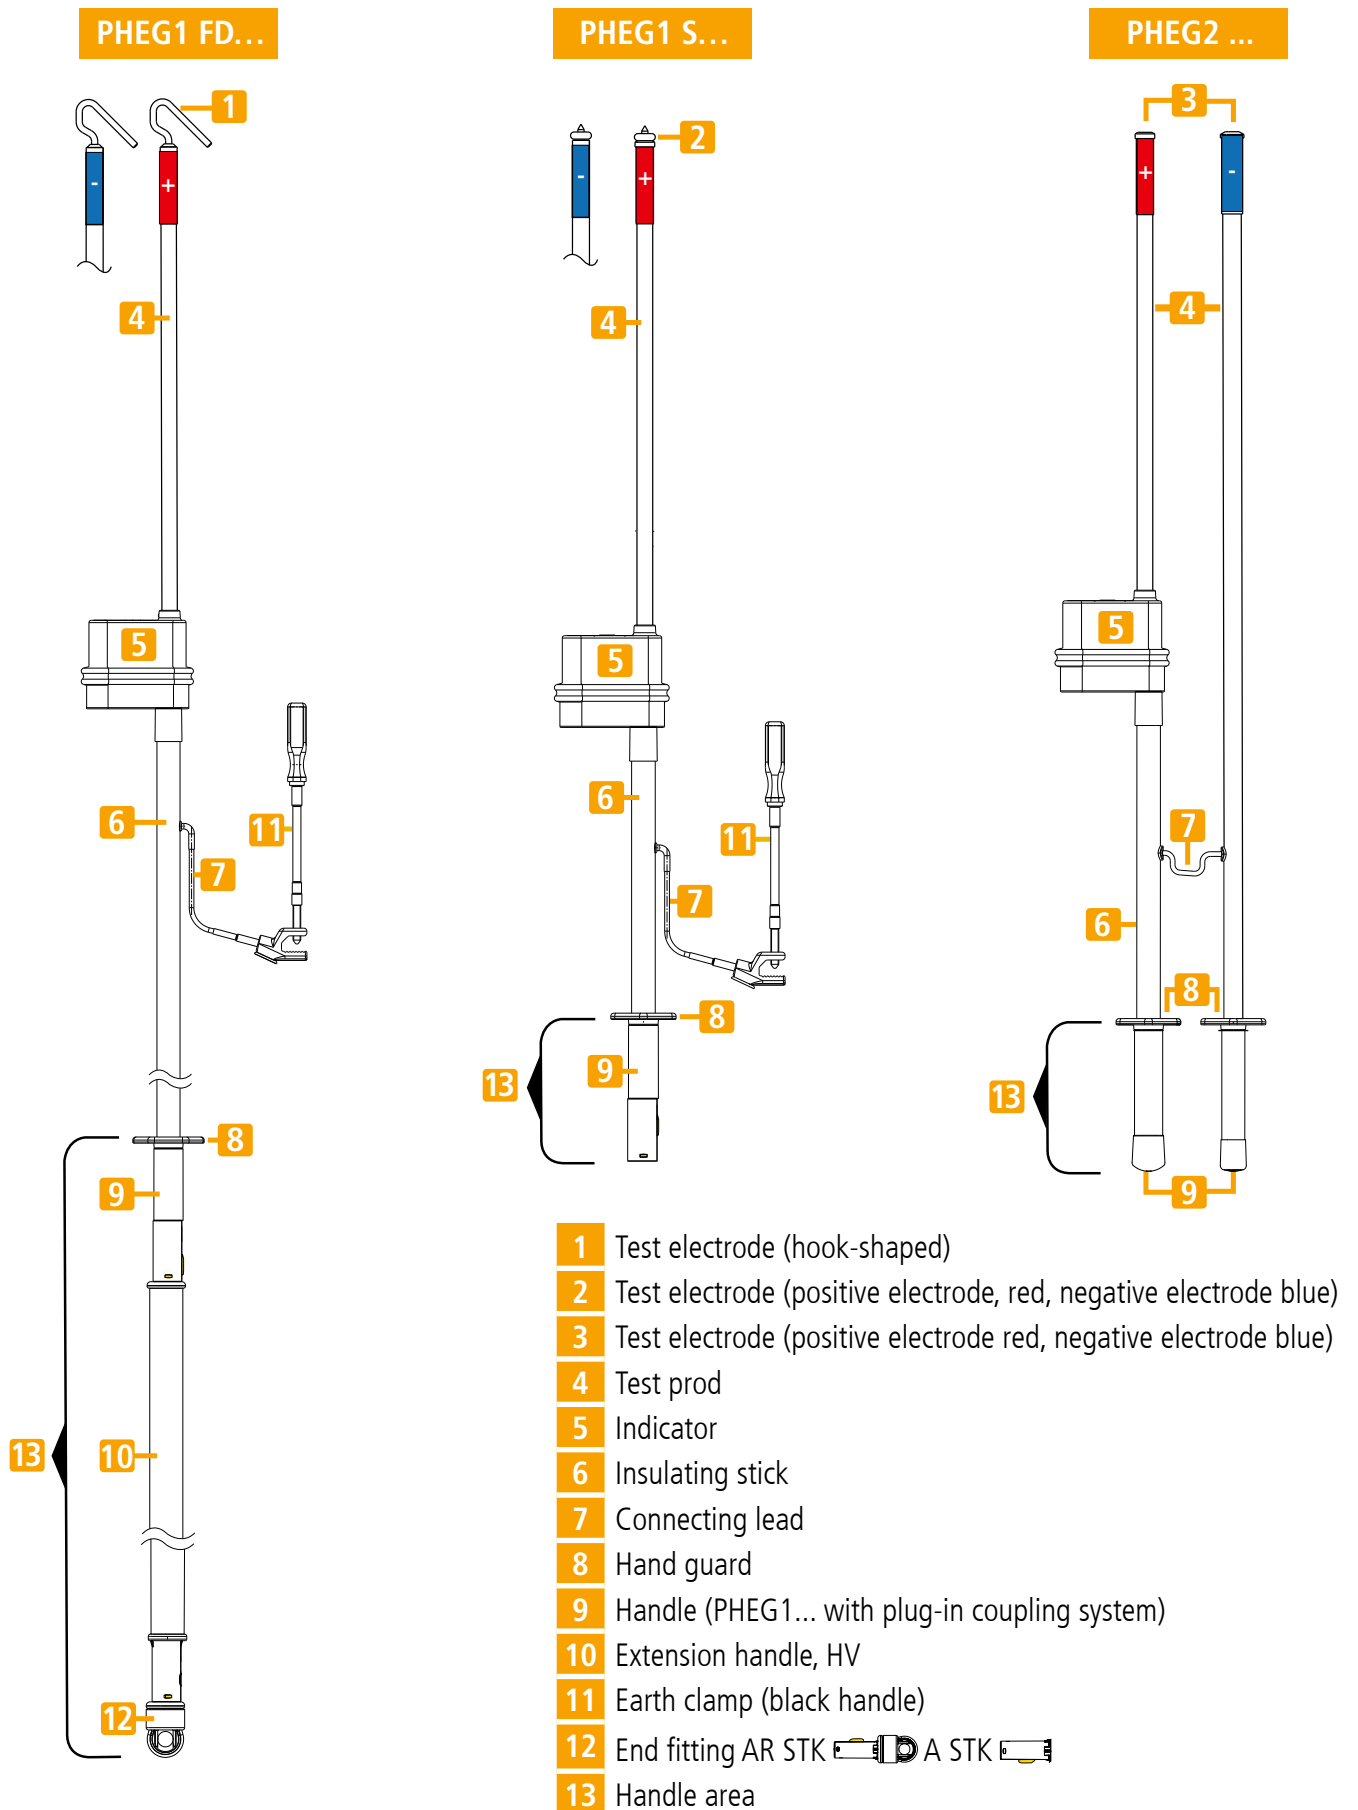 PHEG1 FD... PHEG1 S... PHEG2 ...
1 2 3
- + - + + -
4 4 4
5 5 5
6 11 7
6 11 7
7 6
8 8 8
9 13 13
9 9
13 10
12
1 Test electrode (hook-shaped)
2 Test electrode (positive electrode, red, negative electrode blue)
3 Test electrode (positive electrode red, negative electrode blue)
4 Test prod
5 Indicator
6 Insulating stick
7 Connecting lead
8 Hand guard
9 Handle (PHEG1... with plug-in coupling system)
10 Extension handle, HV
11 Earth clamp (black handle)
12 End fitting AR STK A STK
13 Handle area